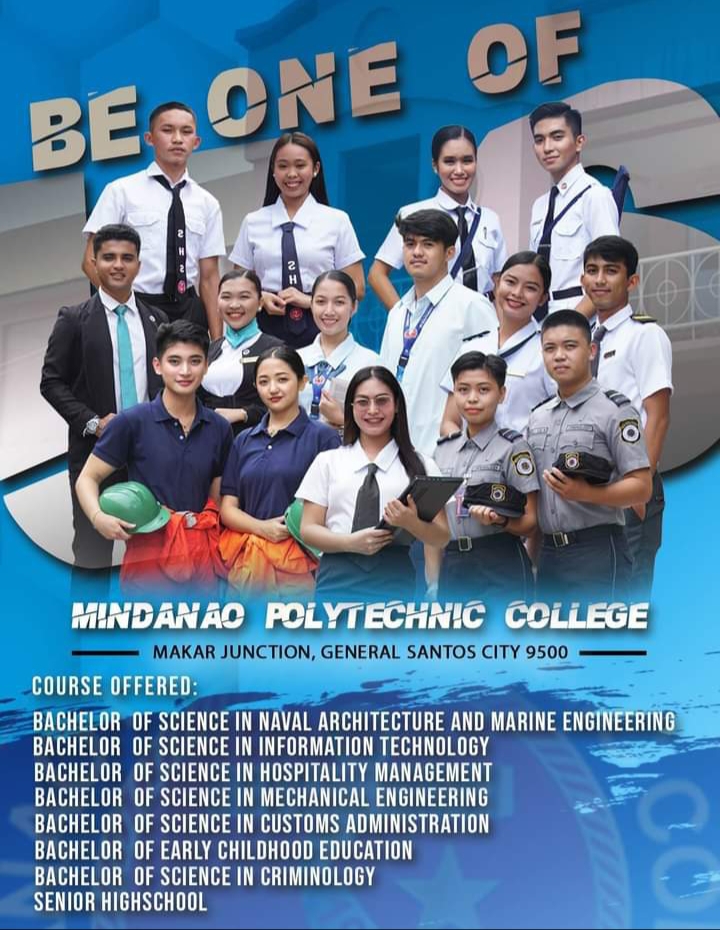 BE ONE OF
US
SHS
SH
MINDANAO POLYTECHNIC COLLEGE
MAKAR JUNCTION, GENERAL SANTOS CITY 9500
COURSE OFFERED:
BACHELOR OF SCIENCE IN NAVAL ARCHITECTURE AND MARINE ENGINEERING
BACHELOR OF SCIENCE IN INFORMATION TECHNOLOGY
BACHELOR OF SCIENCE IN HOSPITALITY MANAGEMENT
BACHELOR OF SCIENCE IN MECHANICAL ENGINEERING
BACHELOR OF SCIENCE IN CUSTOMS ADMINISTRATION
BACHELOR OF EARLY CHILDHOOD EDUCATION
BACHELOR OF SCIENCE IN CRIMINOLOGY
SENIOR HIGHSCHOOL